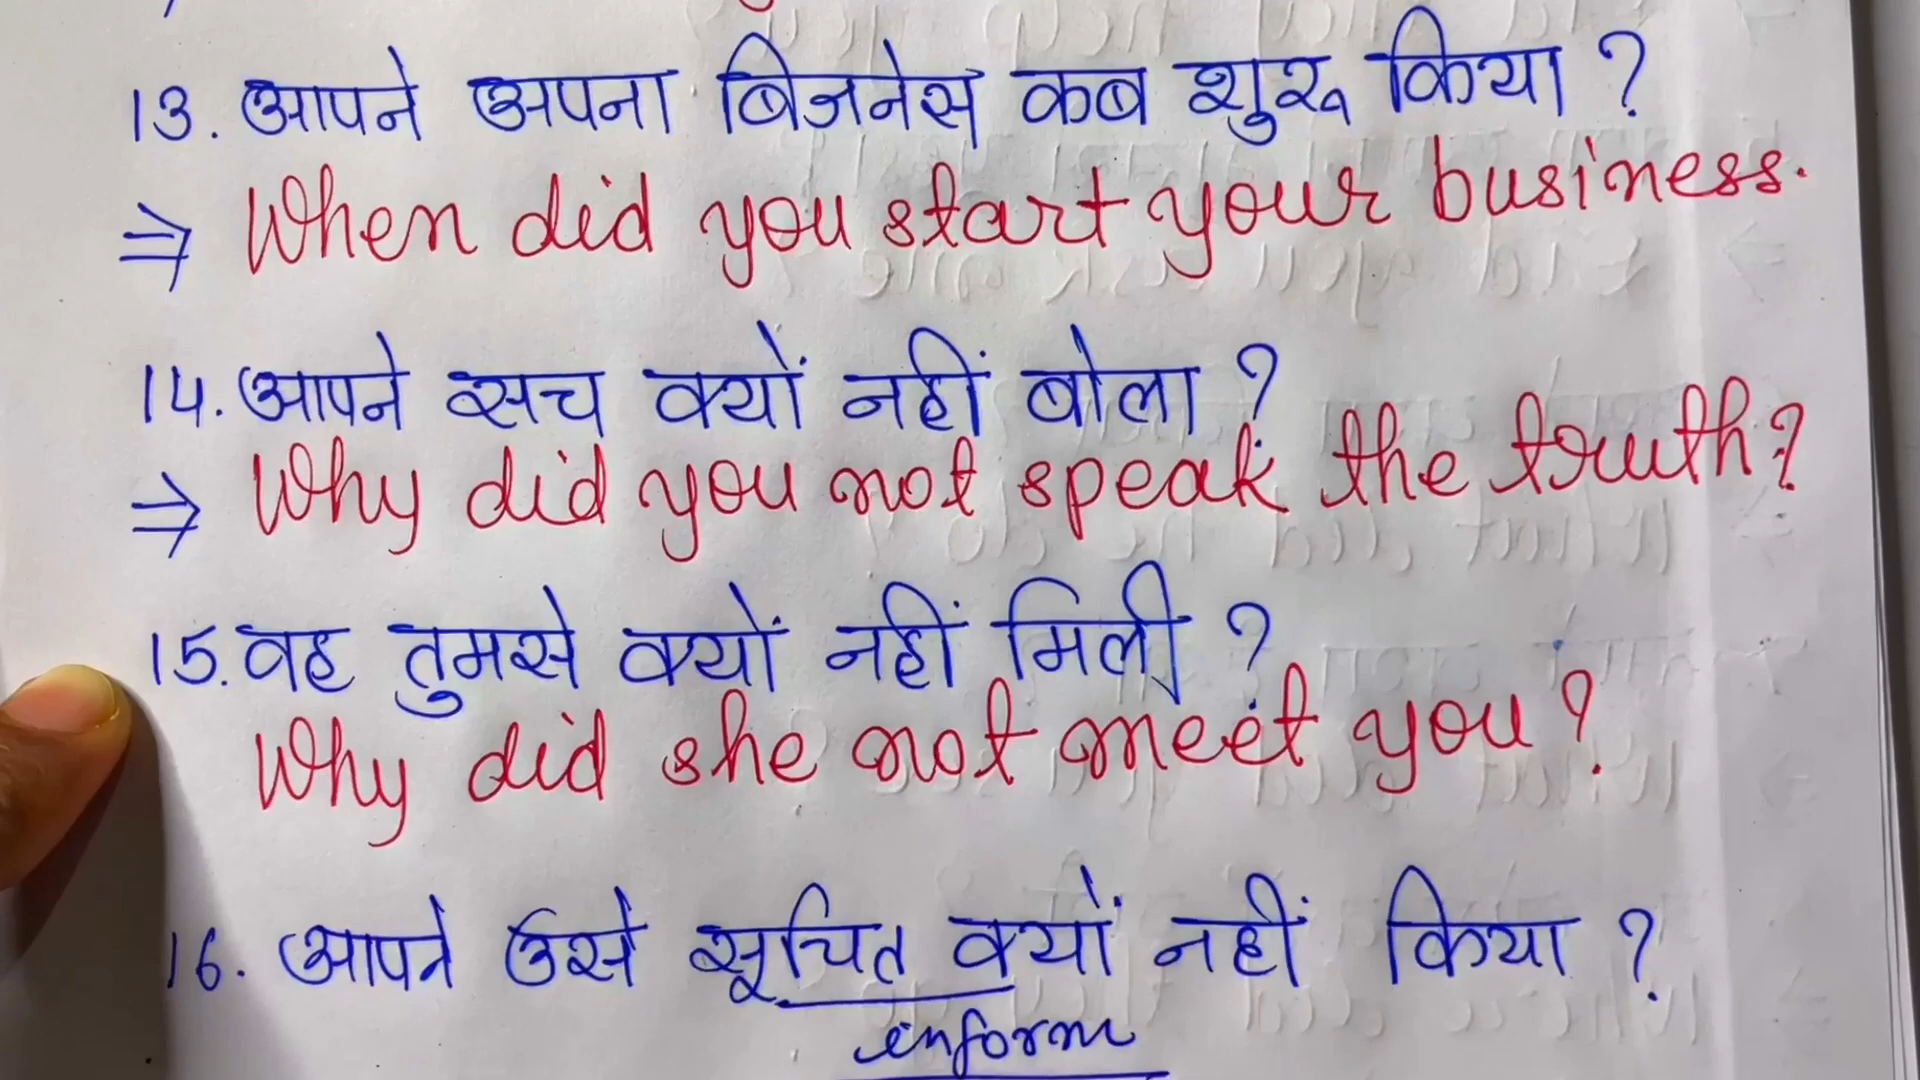 13. आपने अपना बिजनेस कब शुरू किया ?
⇒ When did you start your business.
14. आपने सच क्यों नहीं बोला ?
⇒ Why did you not speak the truth?
15. वह तुमसे क्यों नहीं मिली ?
Why did she not meet you?
16. आपने उसे सूचित क्यों नहीं किया ?
inform